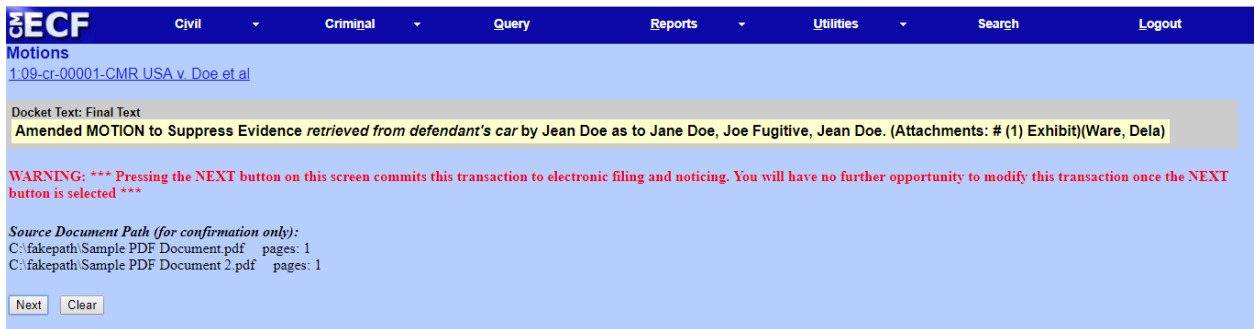 CM ECF Civil Criminal Query Reports Utilities Search Logout
Motions
1:09-cr-00001-CMR USA v. Doe et al
Docket Text: Final Text
Amended MOTION to Suppress Evidence retrieved from defendant's car by Jean Doe as to Jane Doe, Joe Fugitive, Jean Doe. (Attachments: # (1) Exhibit)(Ware, Dela)
WARNING: *** Pressing the NEXT button on this screen commits this transaction to electronic filing and noticing. You will have no further opportunity to modify this transaction once the NEXT
button is selected ***
Source Document Path (for confirmation only):
C:\fakepath\Sample PDF Document.pdf pages: 1
C:\fakepath\Sample PDF Document 2.pdf pages: 1
Next Clear